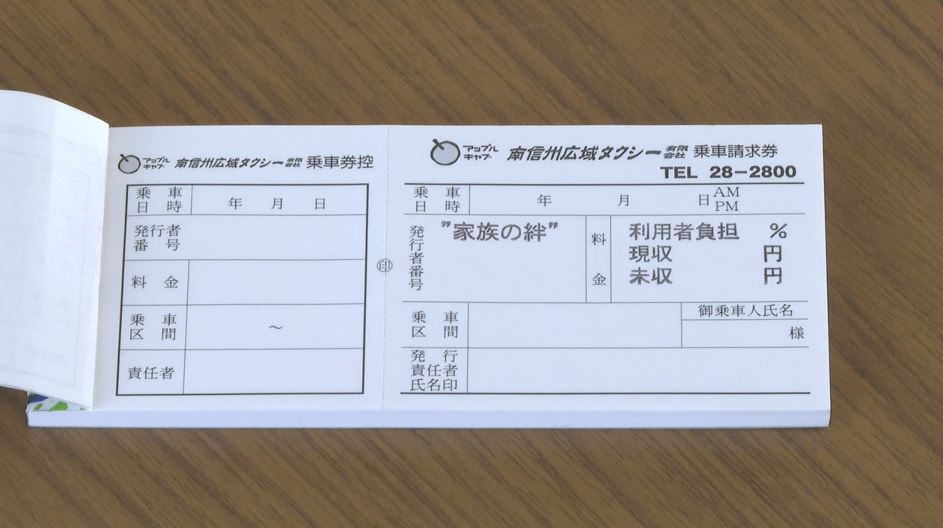 アップル
キャブ
南信州広域タクシー有限会社 乗車券控
乗車日時 年 月 日
発行者番号
料金
乗車区間 ～
責任者
㊞
アップル
キャブ
南信州広域タクシー有限会社 乗車請求券
TEL 28-2800
乗車日時 年 月 日 AM PM
発行者番号 "家族の絆" 料金 利用者負担 %
現収 円
未収 円
乗車区間 御乗車人氏名
様
発行責任者氏名印